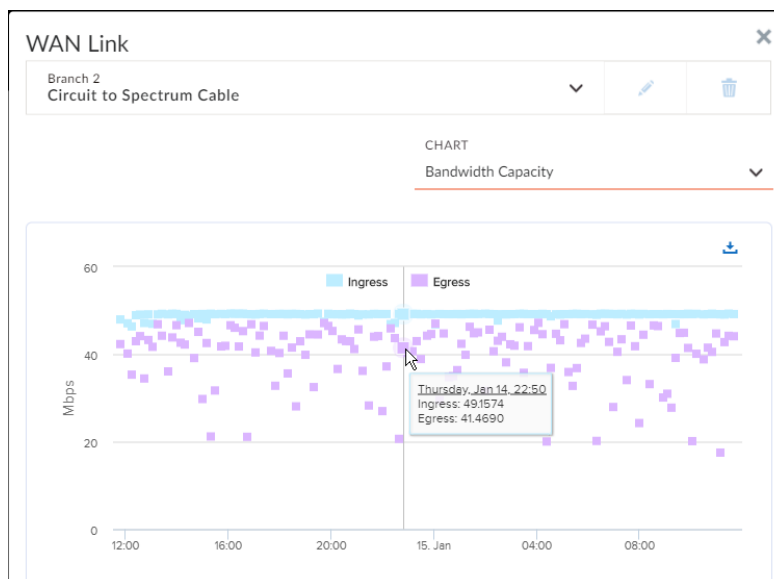 WAN Link
Branch 2
Circuit to Spectrum Cable
CHART
Bandwidth Capacity
60
Ingress
Egress
40
Mbps
Thursday, Jan 14, 22:50
Ingress: 49.1574
Egress: 41.4690
20
0
12:00
16:00
20:00
15. Jan
04:00
08:00